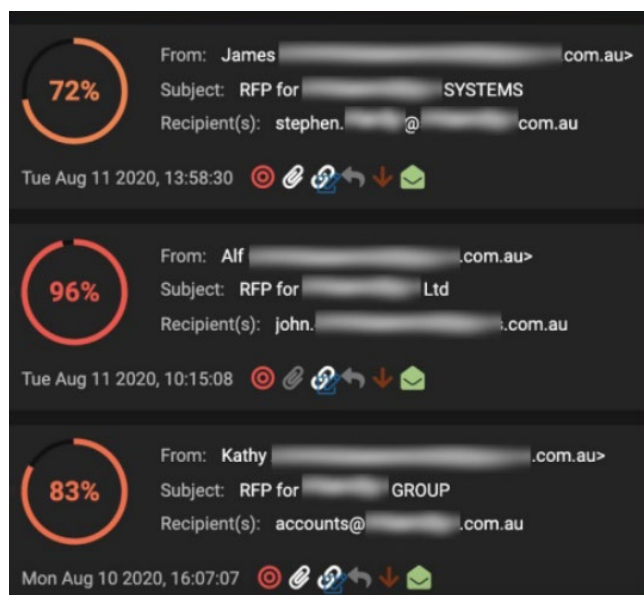 72%
From: James .com.au>
Subject: RFP for SYSTEMS
Recipient(s): stephen. @ com.au
Tue Aug 11 2020, 13:58:30
96%
From: Alf .com.au>
Subject: RFP for Ltd
Recipient(s): john. .com.au
Tue Aug 11 2020, 10:15:08
83%
From: Kathy .com.au>
Subject: RFP for GROUP
Recipient(s): accounts@ .com.au
Mon Aug 10 2020, 16:07:07